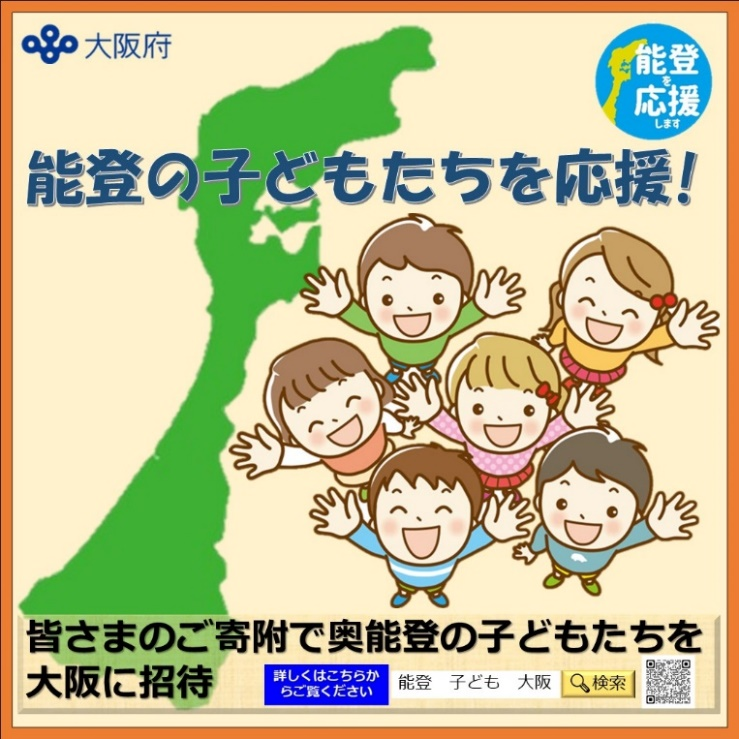 大阪府
能登
を
応援
します
能登の子どもたちを応援!
皆さまのご寄附で奥能登の子どもたちを
大阪に招待
詳しくはこちらか
らご覧ください
能登 子ども 大阪
検索